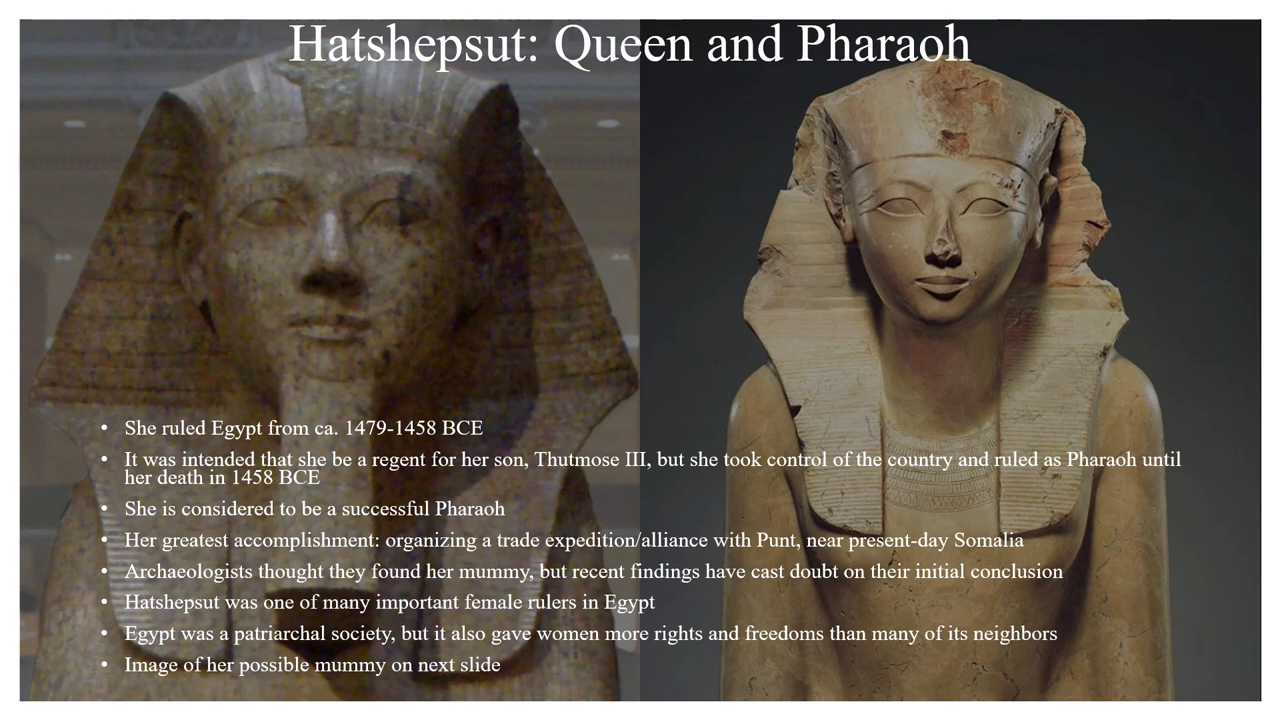 Hatshepsut: Queen and Pharaoh
• She ruled Egypt from ca. 1479-1458 BCE
• It was intended that she be a regent for her son, Thutmose III, but she took control of the country and ruled as Pharaoh until
her death in 1458 BCE
• She is considered to be a successful Pharaoh
• Her greatest accomplishment: organizing a trade expedition/alliance with Punt, near present-day Somalia
• Archaeologists thought they found her mummy, but recent findings have cast doubt on their initial conclusion
• Hatshepsut was one of many important female rulers in Egypt
• Egypt was a patriarchal society, but it also gave women more rights and freedoms than many of its neighbors
• Image of her possible mummy on next slide